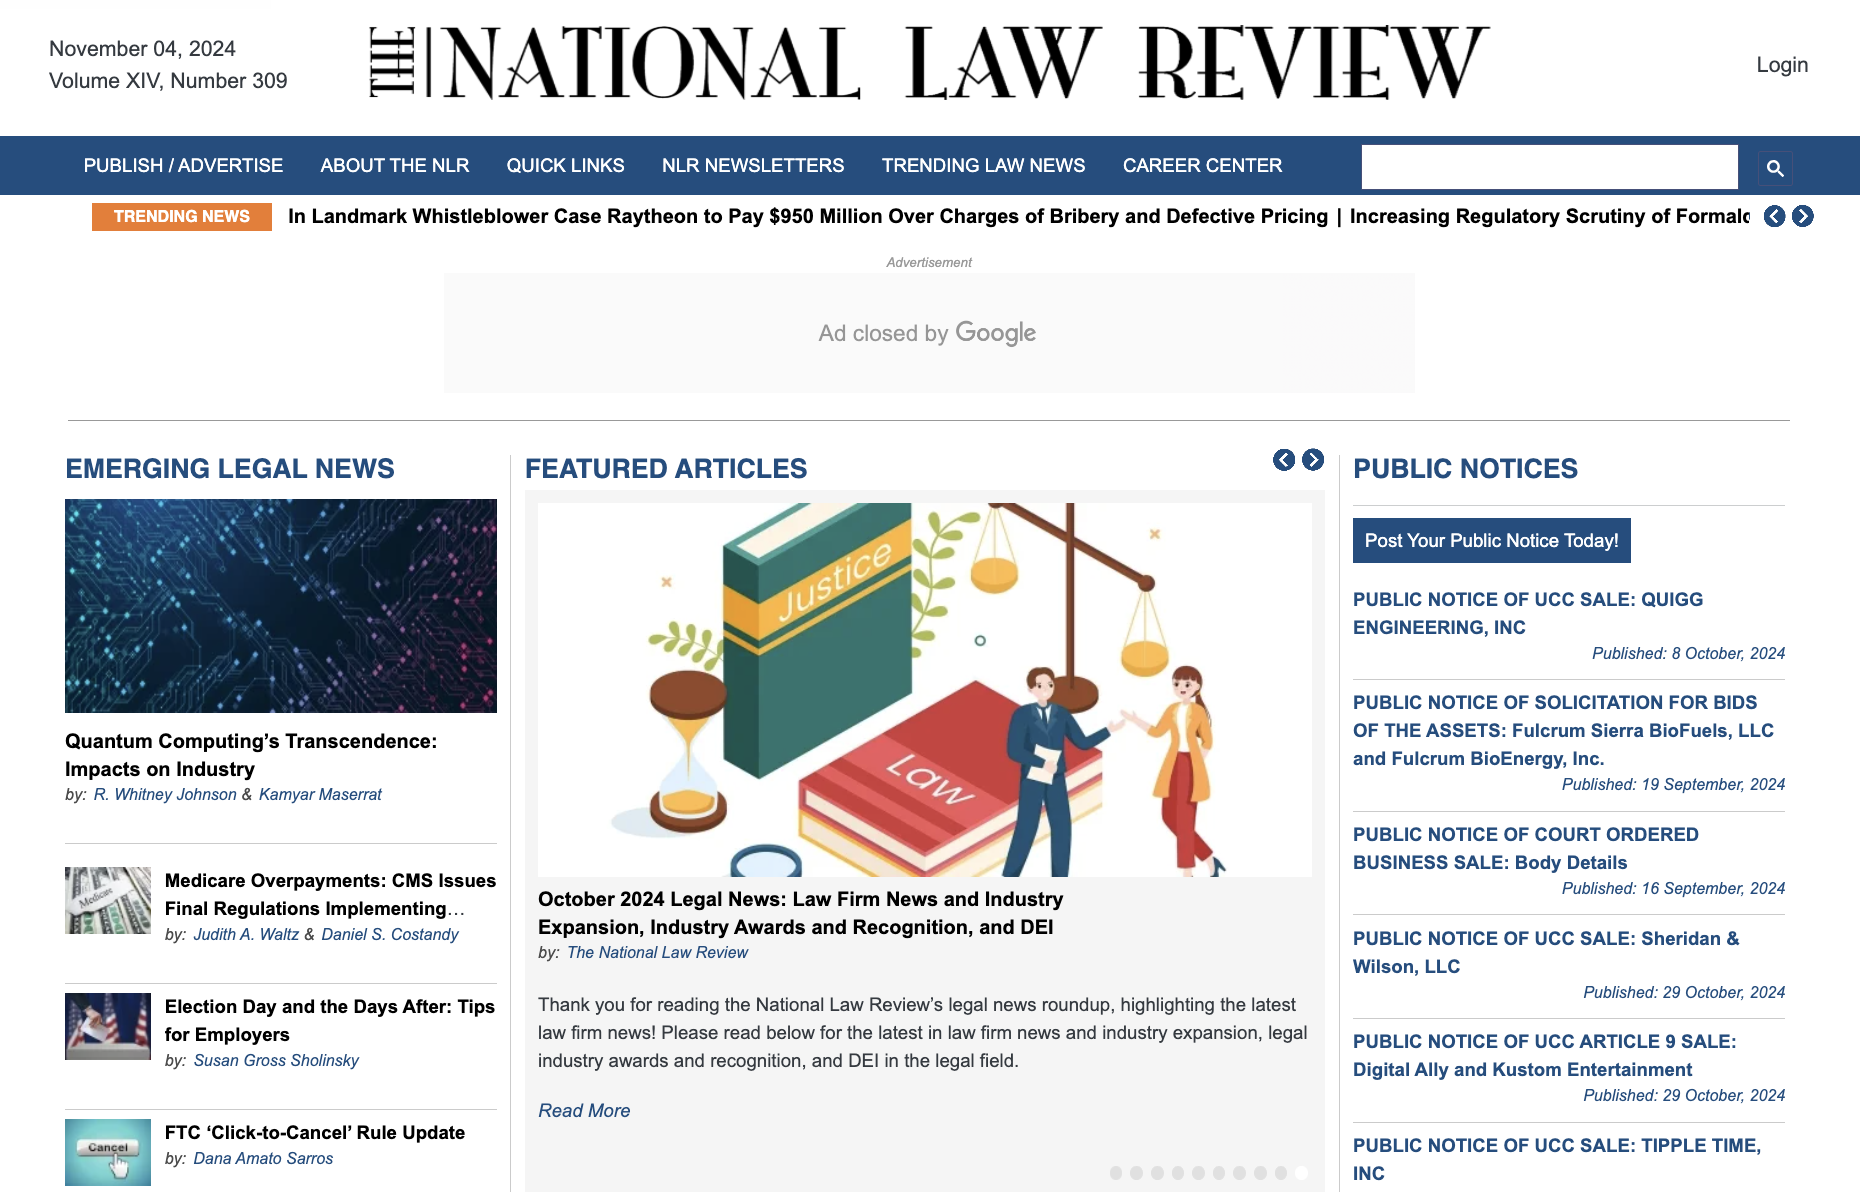 November 04, 2024
Volume XIV, Number 309
THE NATIONAL LAW REVIEW
Login
PUBLISH / ADVERTISE ABOUT THE NLR QUICK LINKS NLR NEWSLETTERS TRENDING LAW NEWS CAREER CENTER
TRENDING NEWS In Landmark Whistleblower Case Raytheon to Pay $950 Million Over Charges of Bribery and Defective Pricing | Increasing Regulatory Scrutiny of
Advertisement
Ad closed by Google
EMERGING LEGAL NEWS
Quantum Computing’s Transcendence:
Impacts on Industry
by: R. Whitney Johnson & Kamyar Maserrat
Medicare
Medicare Overpayments: CMS Issues
Final Regulations Implementing…
by: Judith A. Waltz & Daniel S. Costandy
Election Day and the Days After: Tips
for Employers
by: Susan Gross Sholinsky
Cancel
FTC ‘Click-to-Cancel’ Rule Update
by: Dana Amato Sarros
FEATURED ARTICLES
Justice
Law
October 2024 Legal News: Law Firm News and Industry
Expansion, Industry Awards and Recognition, and DEI
by: The National Law Review
Thank you for reading the National Law Review’s legal news roundup, highlighting the latest
law firm news! Please read below for the latest in law firm news and industry expansion, legal
industry awards and recognition, and DEI in the legal field.
Read More
PUBLIC NOTICES
Post Your Public Notice Today!
PUBLIC NOTICE OF UCC SALE: QUIGG
ENGINEERING, INC
Published: 8 October, 2024
PUBLIC NOTICE OF SOLICITATION FOR BIDS
OF THE ASSETS: Fulcrum Sierra BioFuels, LLC
and Fulcrum BioEnergy, Inc.
Published: 19 September, 2024
PUBLIC NOTICE OF COURT ORDERED
BUSINESS SALE: Body Details
Published: 16 September, 2024
PUBLIC NOTICE OF UCC SALE: Sheridan &
Wilson, LLC
Published: 29 October, 2024
PUBLIC NOTICE OF UCC ARTICLE 9 SALE:
Digital Ally and Kustom Entertainment
Published: 29 October, 2024
PUBLIC NOTICE OF UCC SALE: TIPPLE TIME,
INC